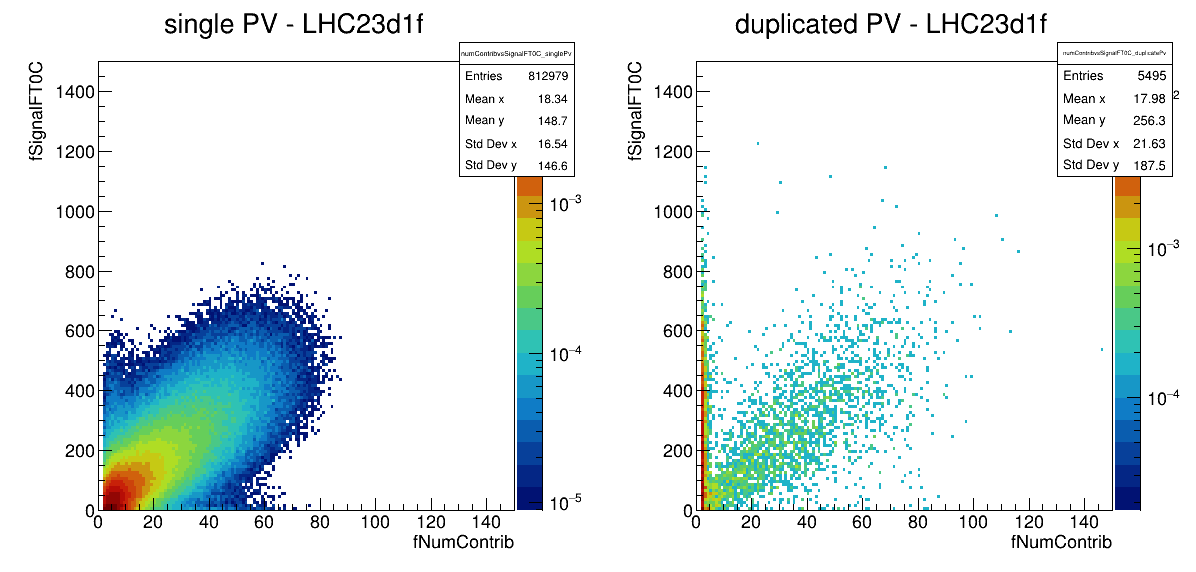 single PV - LHC23d1f
fSignalFT0C
numContribvsSignalFT0C_singlePv
Entries 812979
Mean x 18.34
Mean y 148.7
Std Dev x 16.54
Std Dev y 146.6
1400
1200
1000
800
600
400
200
0
0 20 40 60 80 100 120 140
fNumContrib
10−3
10−4
10−5
duplicated PV - LHC23d1f
fSignalFT0C
numContribvsSignalFT0C_duplicatePv
Entries 5495
Mean x 17.98
Mean y 256.3
Std Dev x 21.63
Std Dev y 187.5
1400
1200
1000
800
600
400
200
0
0 20 40 60 80 100 120 140
fNumContrib
2
10−3
10−4